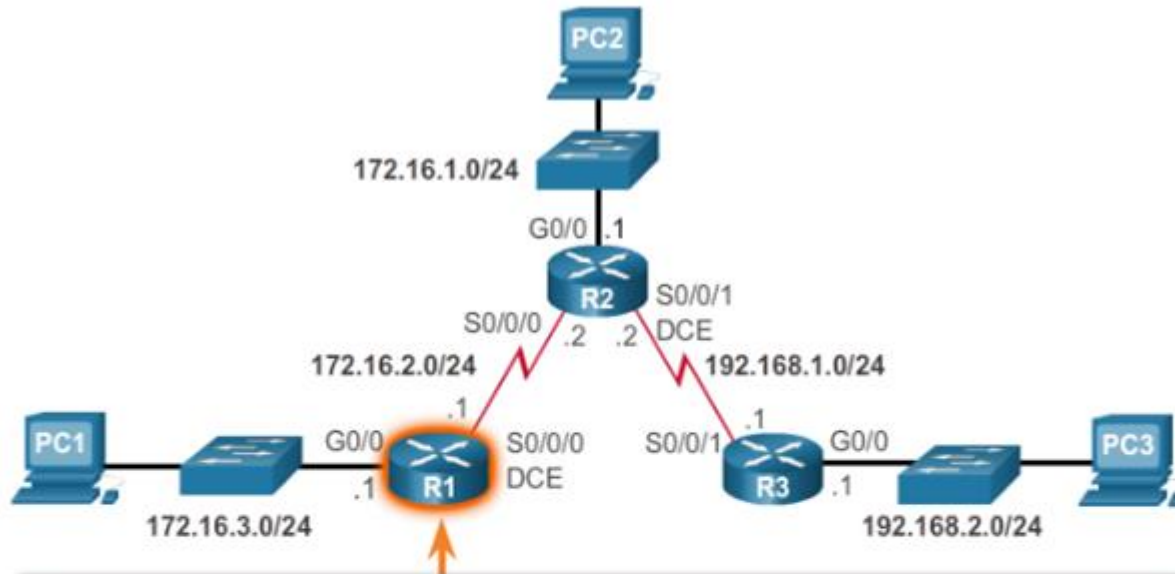 PC2
172.16.1.0/24
G0/0 .1
R2
S0/0/1
DCE
S0/0/0
.2
.2
172.16.2.0/24
192.168.1.0/24
.1
.1
PC1
G0/0
S0/0/0
DCE
S0/0/1
G0/0
PC3
.1
R1
R3
.1
172.16.3.0/24
192.168.2.0/24